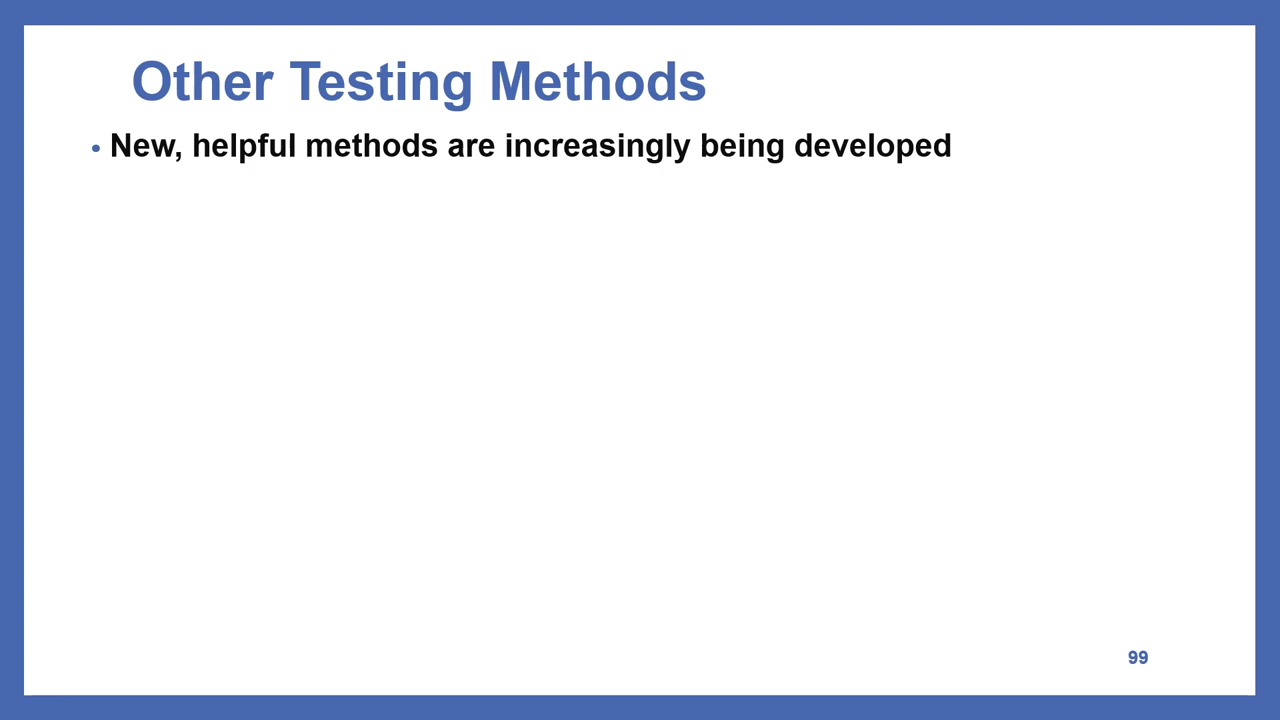 Other Testing Methods
• New, helpful methods are increasingly being developed
99